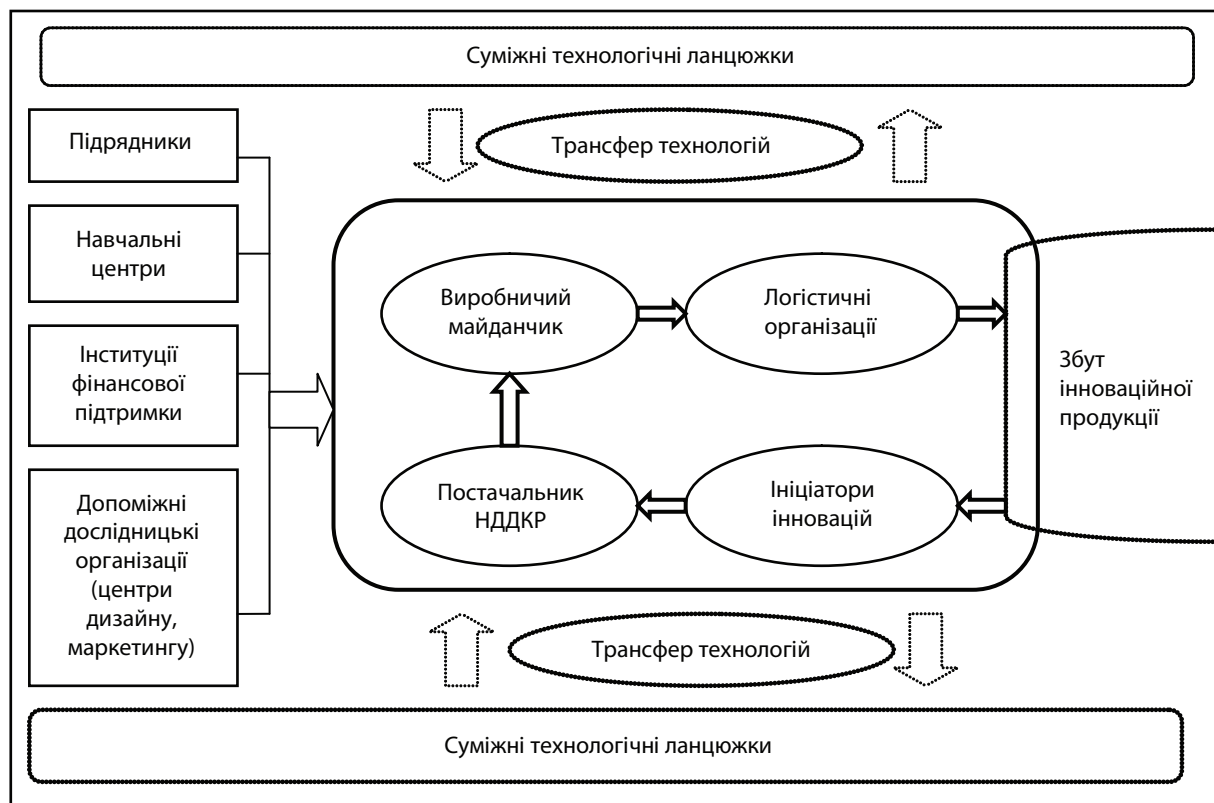 Суміжні технологічні ланцюжки
Трансфер технологій
Підрядники
Навчальні
центри
Інституції
фінансової
підтримки
Допоміжні
дослідницькі
організації
(центри
дизайну,
маркетингу)
Виробничий
майданчик
Логістичні
організації
Постачальник
НДДКР
Ініціатори
інновацій
Збут
інноваційної
продукції
Трансфер технологій
Суміжні технологічні ланцюжки